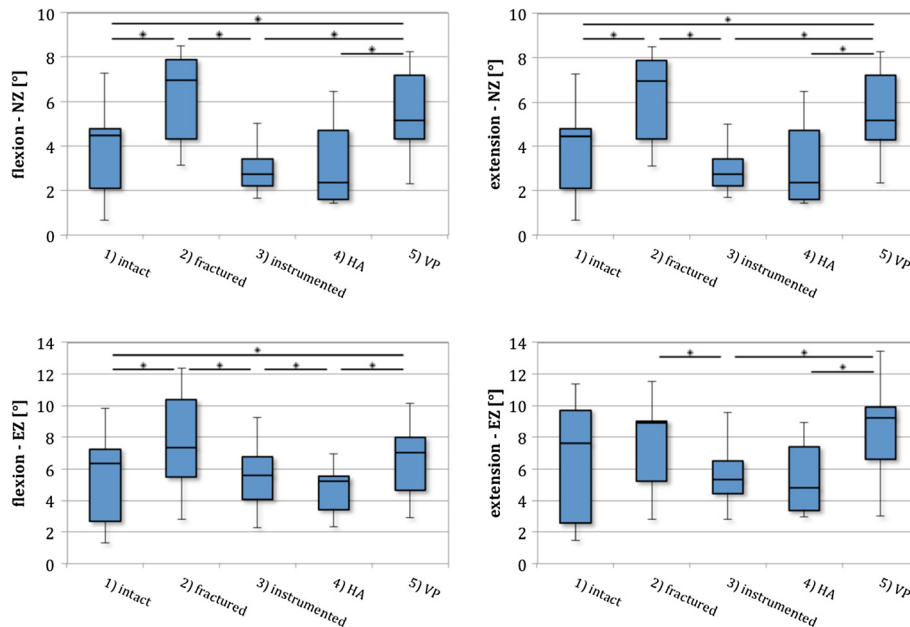 flexion - NZ [°]
10
8
6
4
2
0
*
*
*
*
*
1) intact
2) fractured
3) instrumented
4) HA
5) VP
extension - NZ [°]
10
8
6
4
2
0
*
*
*
*
*
1) intact
2) fractured
3) instrumented
4) HA
5) VP
flexion - EZ [°]
14
12
10
8
6
4
2
0
*
*
*
*
*
1) intact
2) fractured
3) instrumented
4) HA
5) VP
extension - EZ [°]
14
12
10
8
6
4
2
0
*
*
*
1) intact
2) fractured
3) instrumented
4) HA
5) VP